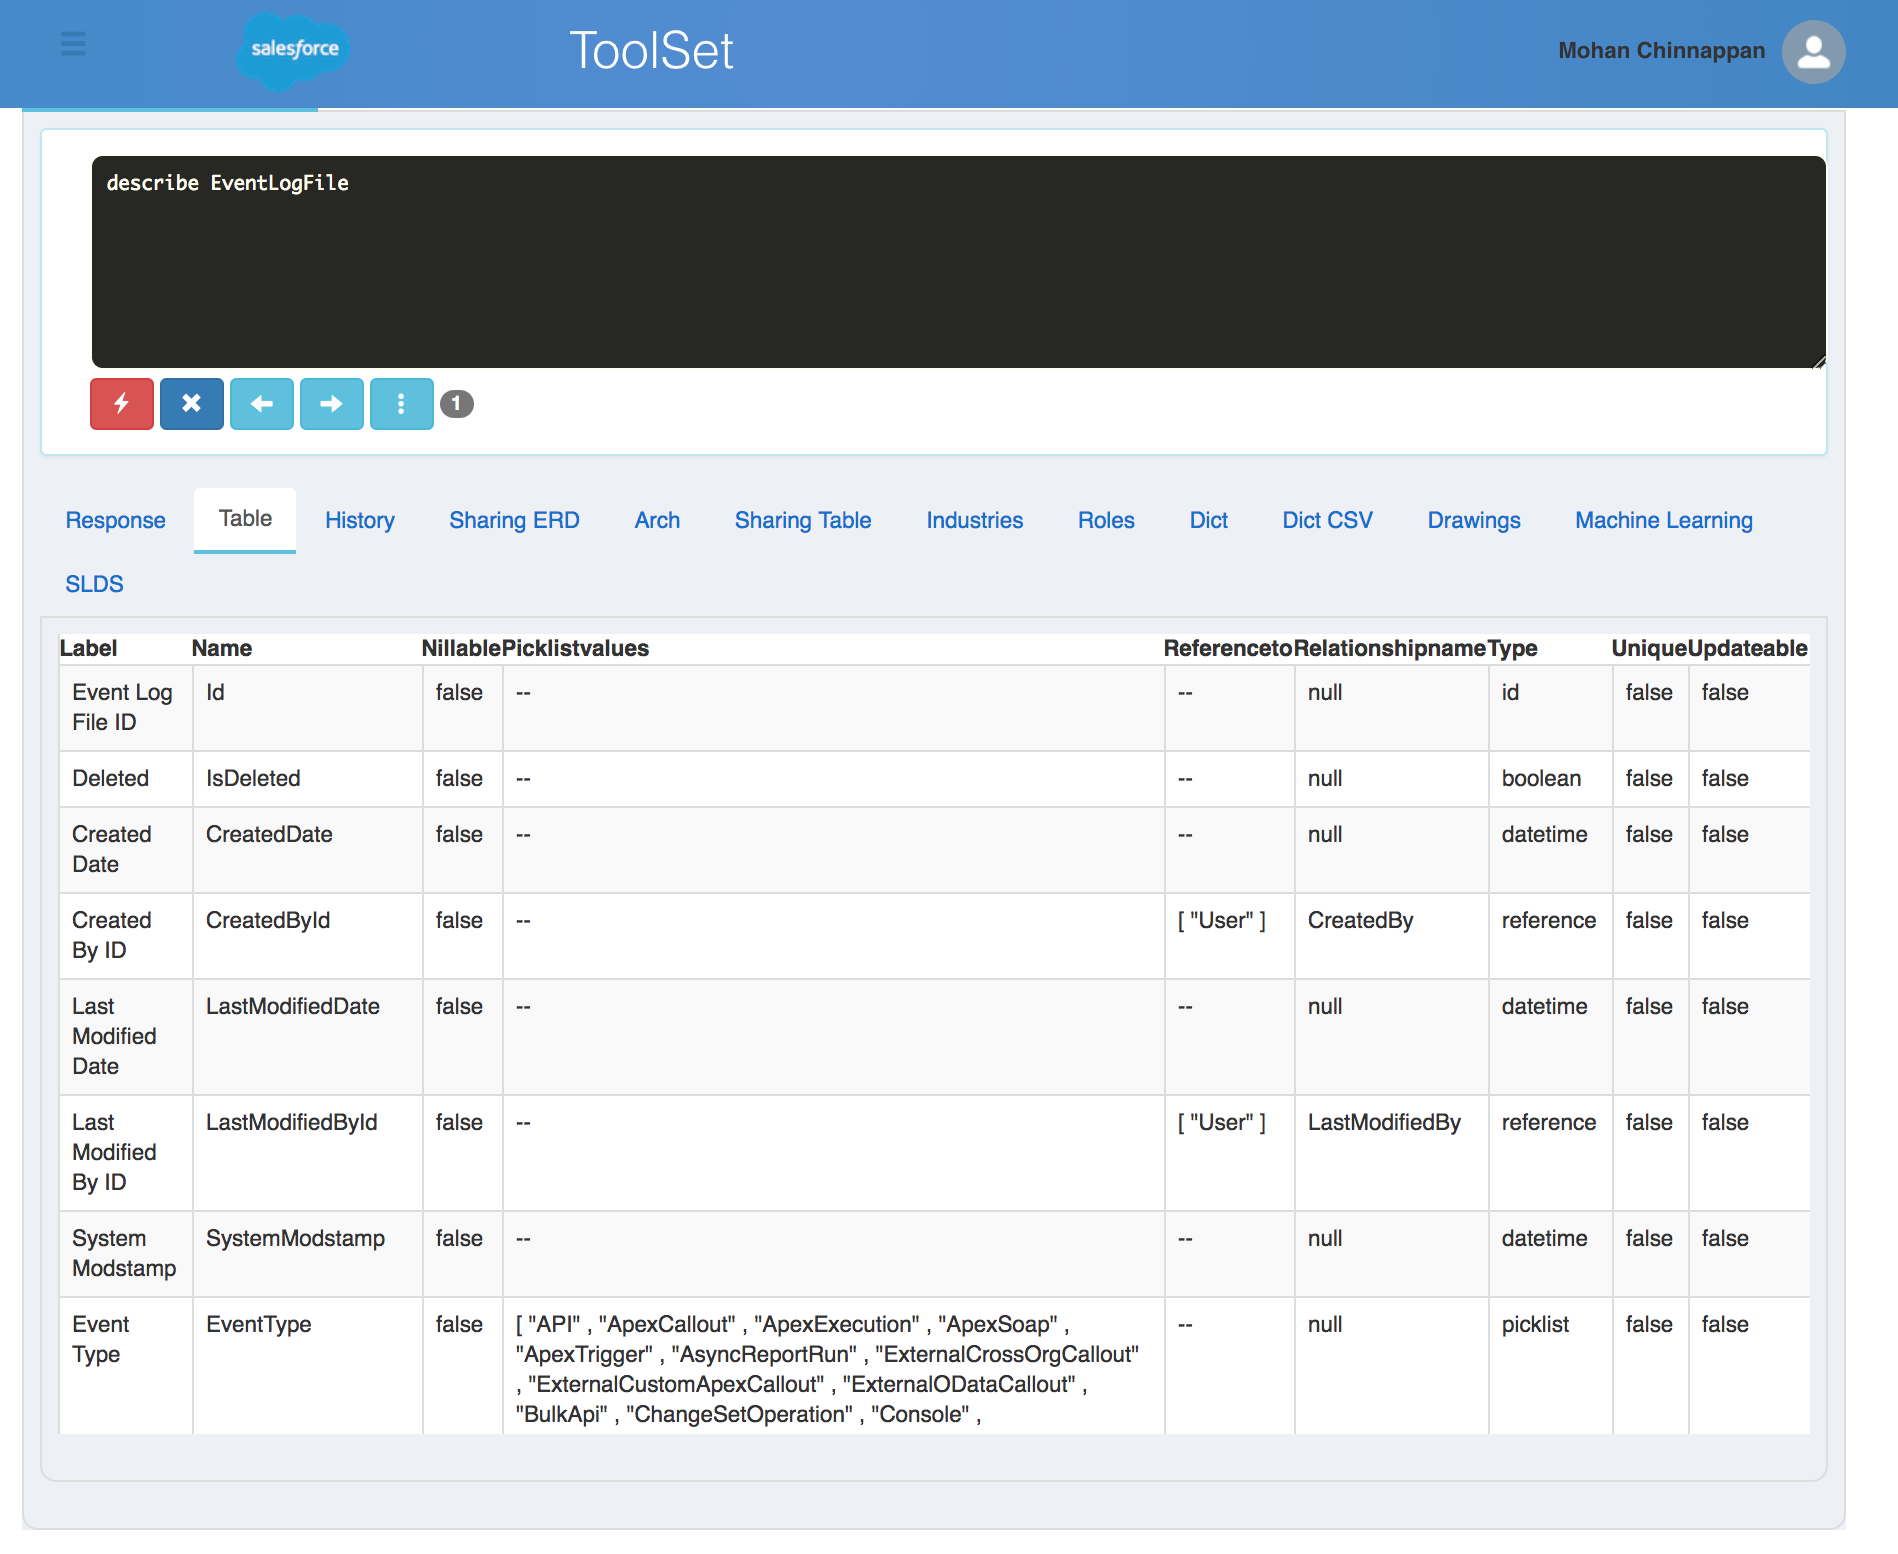 salesforce
ToolSet
Mohan Chinnappan
describe EventLogFile
1
Response Table History Sharing ERD Arch Sharing Table Industries Roles Dict Dict CSV Drawings Machine Learning
SLDS
Label Name Nillable Picklistvalues Referenceto Relationshipname Type Unique Updateable
Event Log Id false -- -- null id false false
File ID
Deleted IsDeleted false -- -- null boolean false false
Created CreatedDate false -- -- null datetime false false
Date
Created CreatedById false -- [ "User" ] CreatedBy reference false false
By ID
Last LastModifiedDate false -- -- null datetime false false
Modified
Date
Last LastModifiedById false -- [ "User" ] LastModifiedBy reference false false
Modified
By ID
System SystemModstamp false -- -- null datetime false false
Modstamp
Event EventType false [ "API" , "ApexCallout" , "ApexExecution" , "ApexSoap" , -- null picklist false false
Type "ApexTrigger" , "AsyncReportRun" , "ExternalCrossOrgCallout"
, "ExternalCustomApexCallout" , "ExternalODataCallout" ,
"BulkApi" , "ChangeSetOperation" , "Console" ,